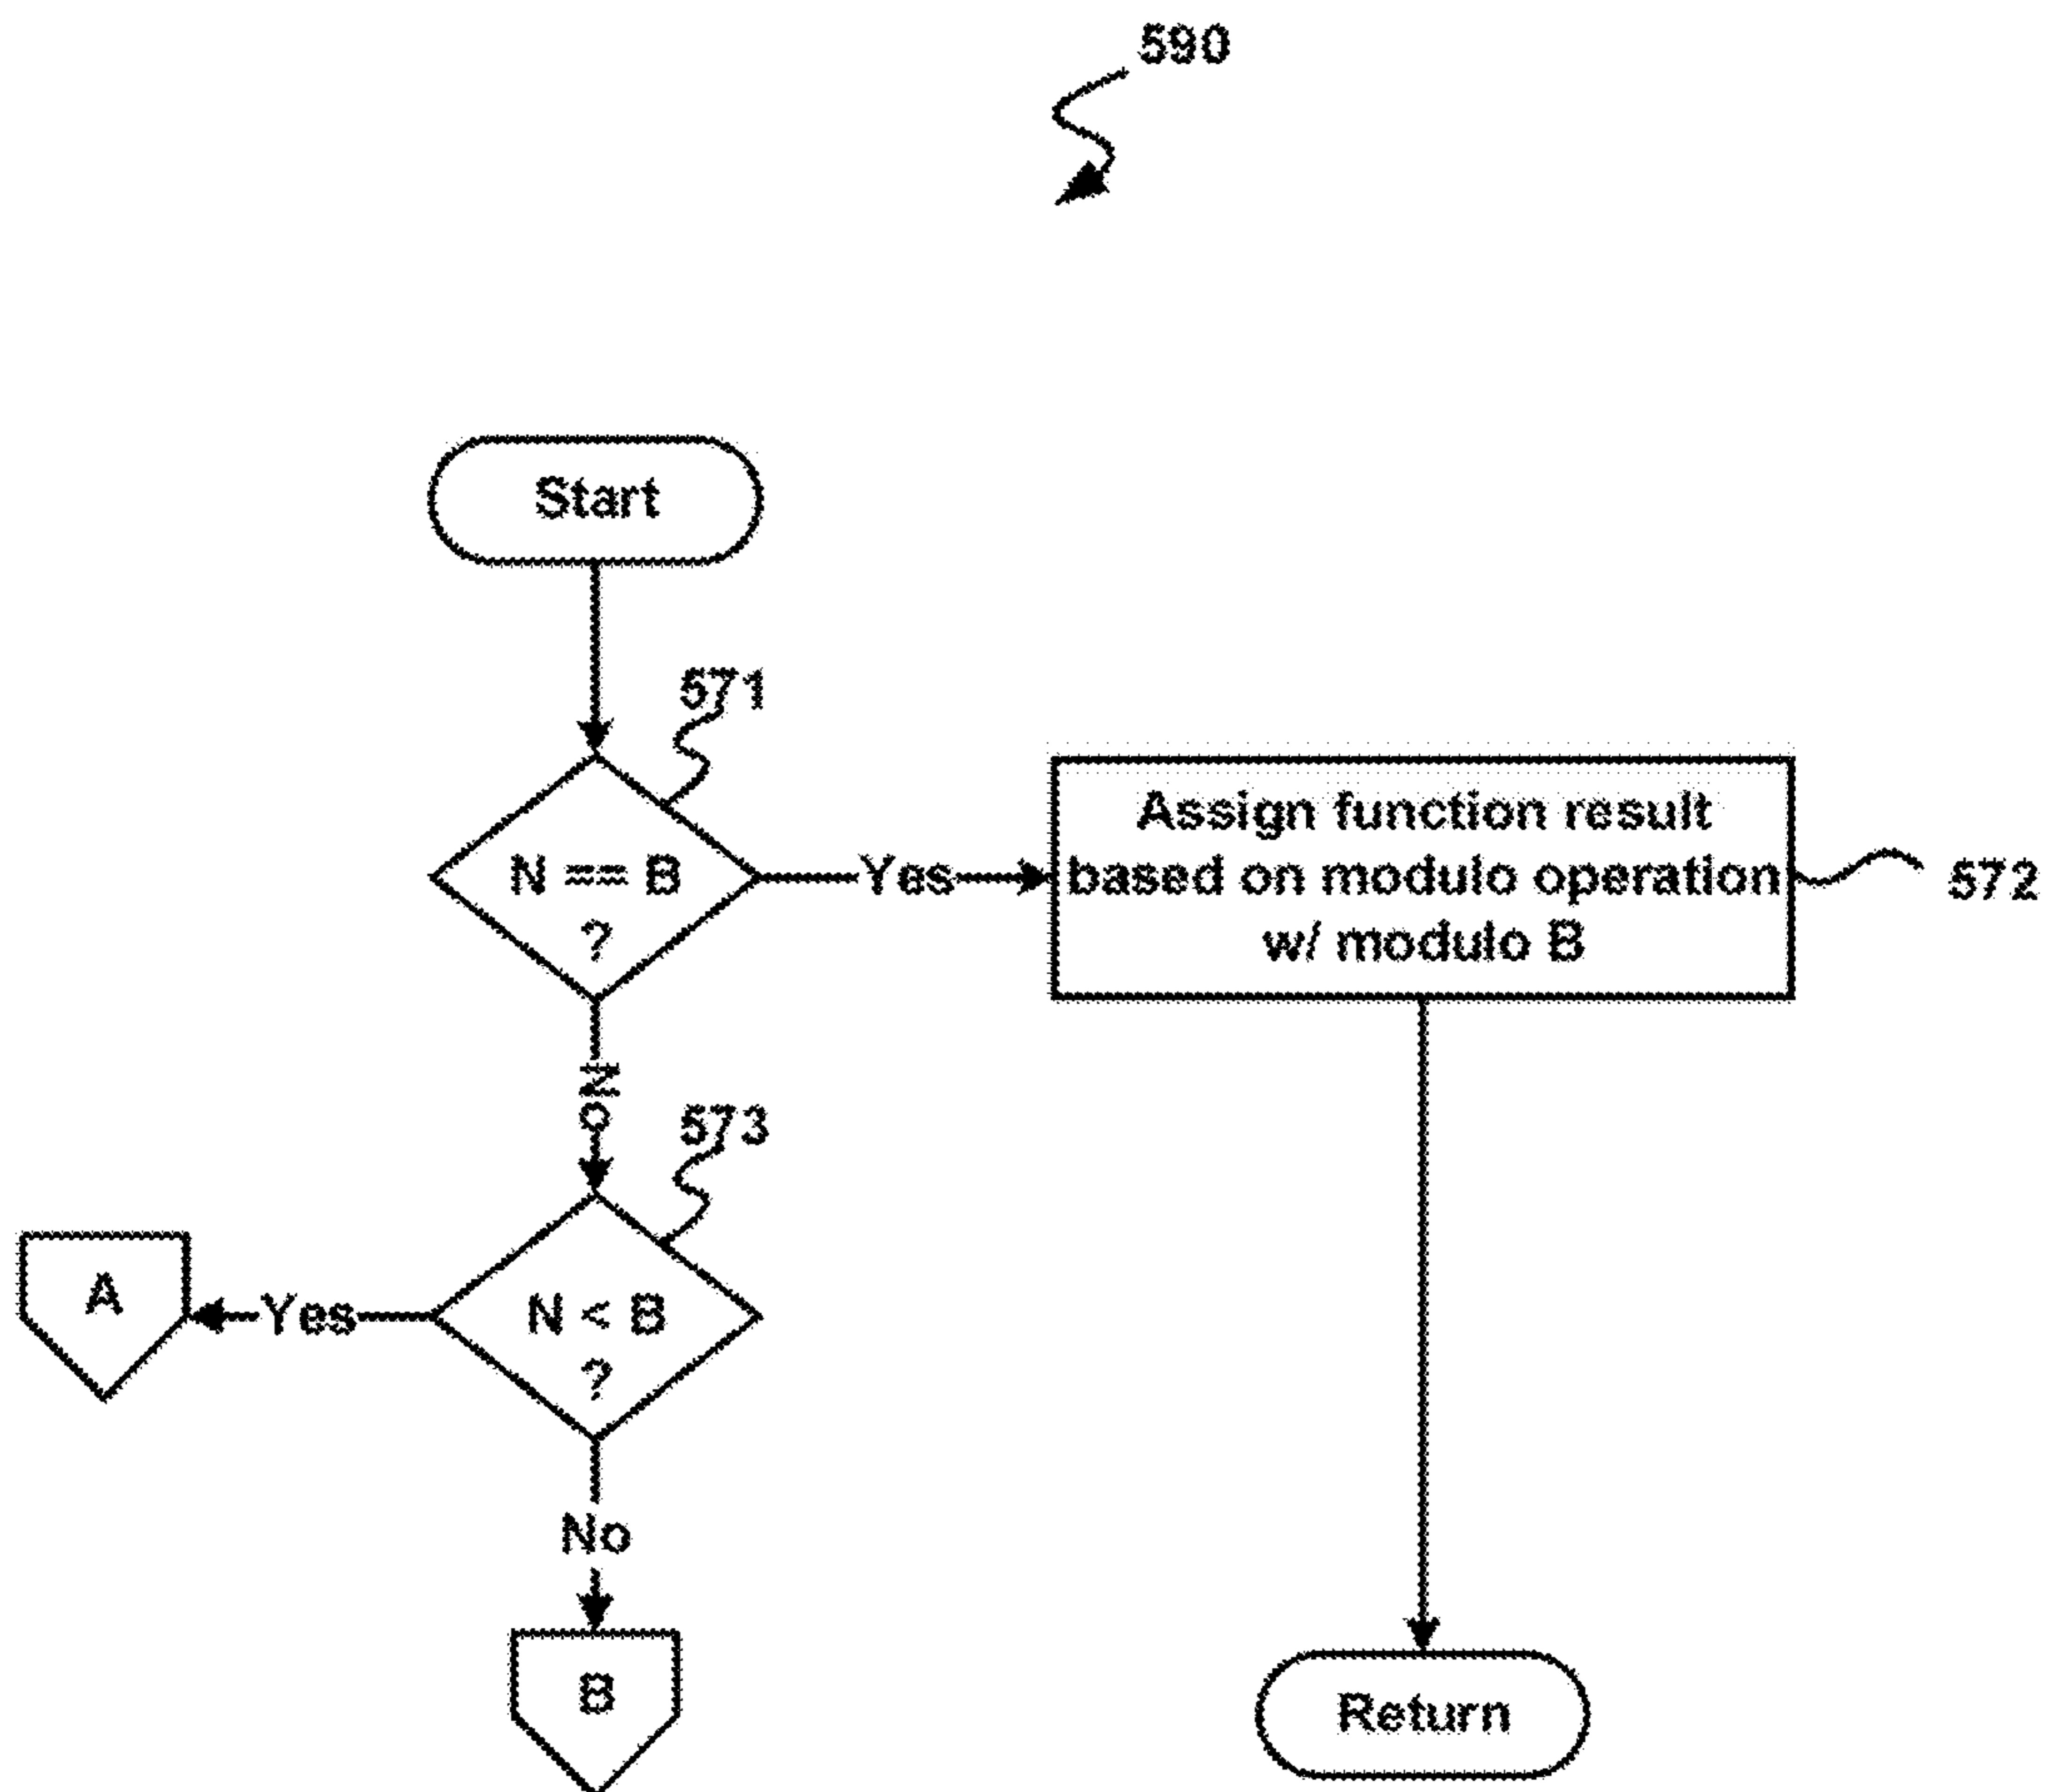 590
Start
571
N == B
?
Yes
Assign function result
based on modulo operation
w/ modulo B
572
No
573
N < B
?
Yes
A
No
B
Return